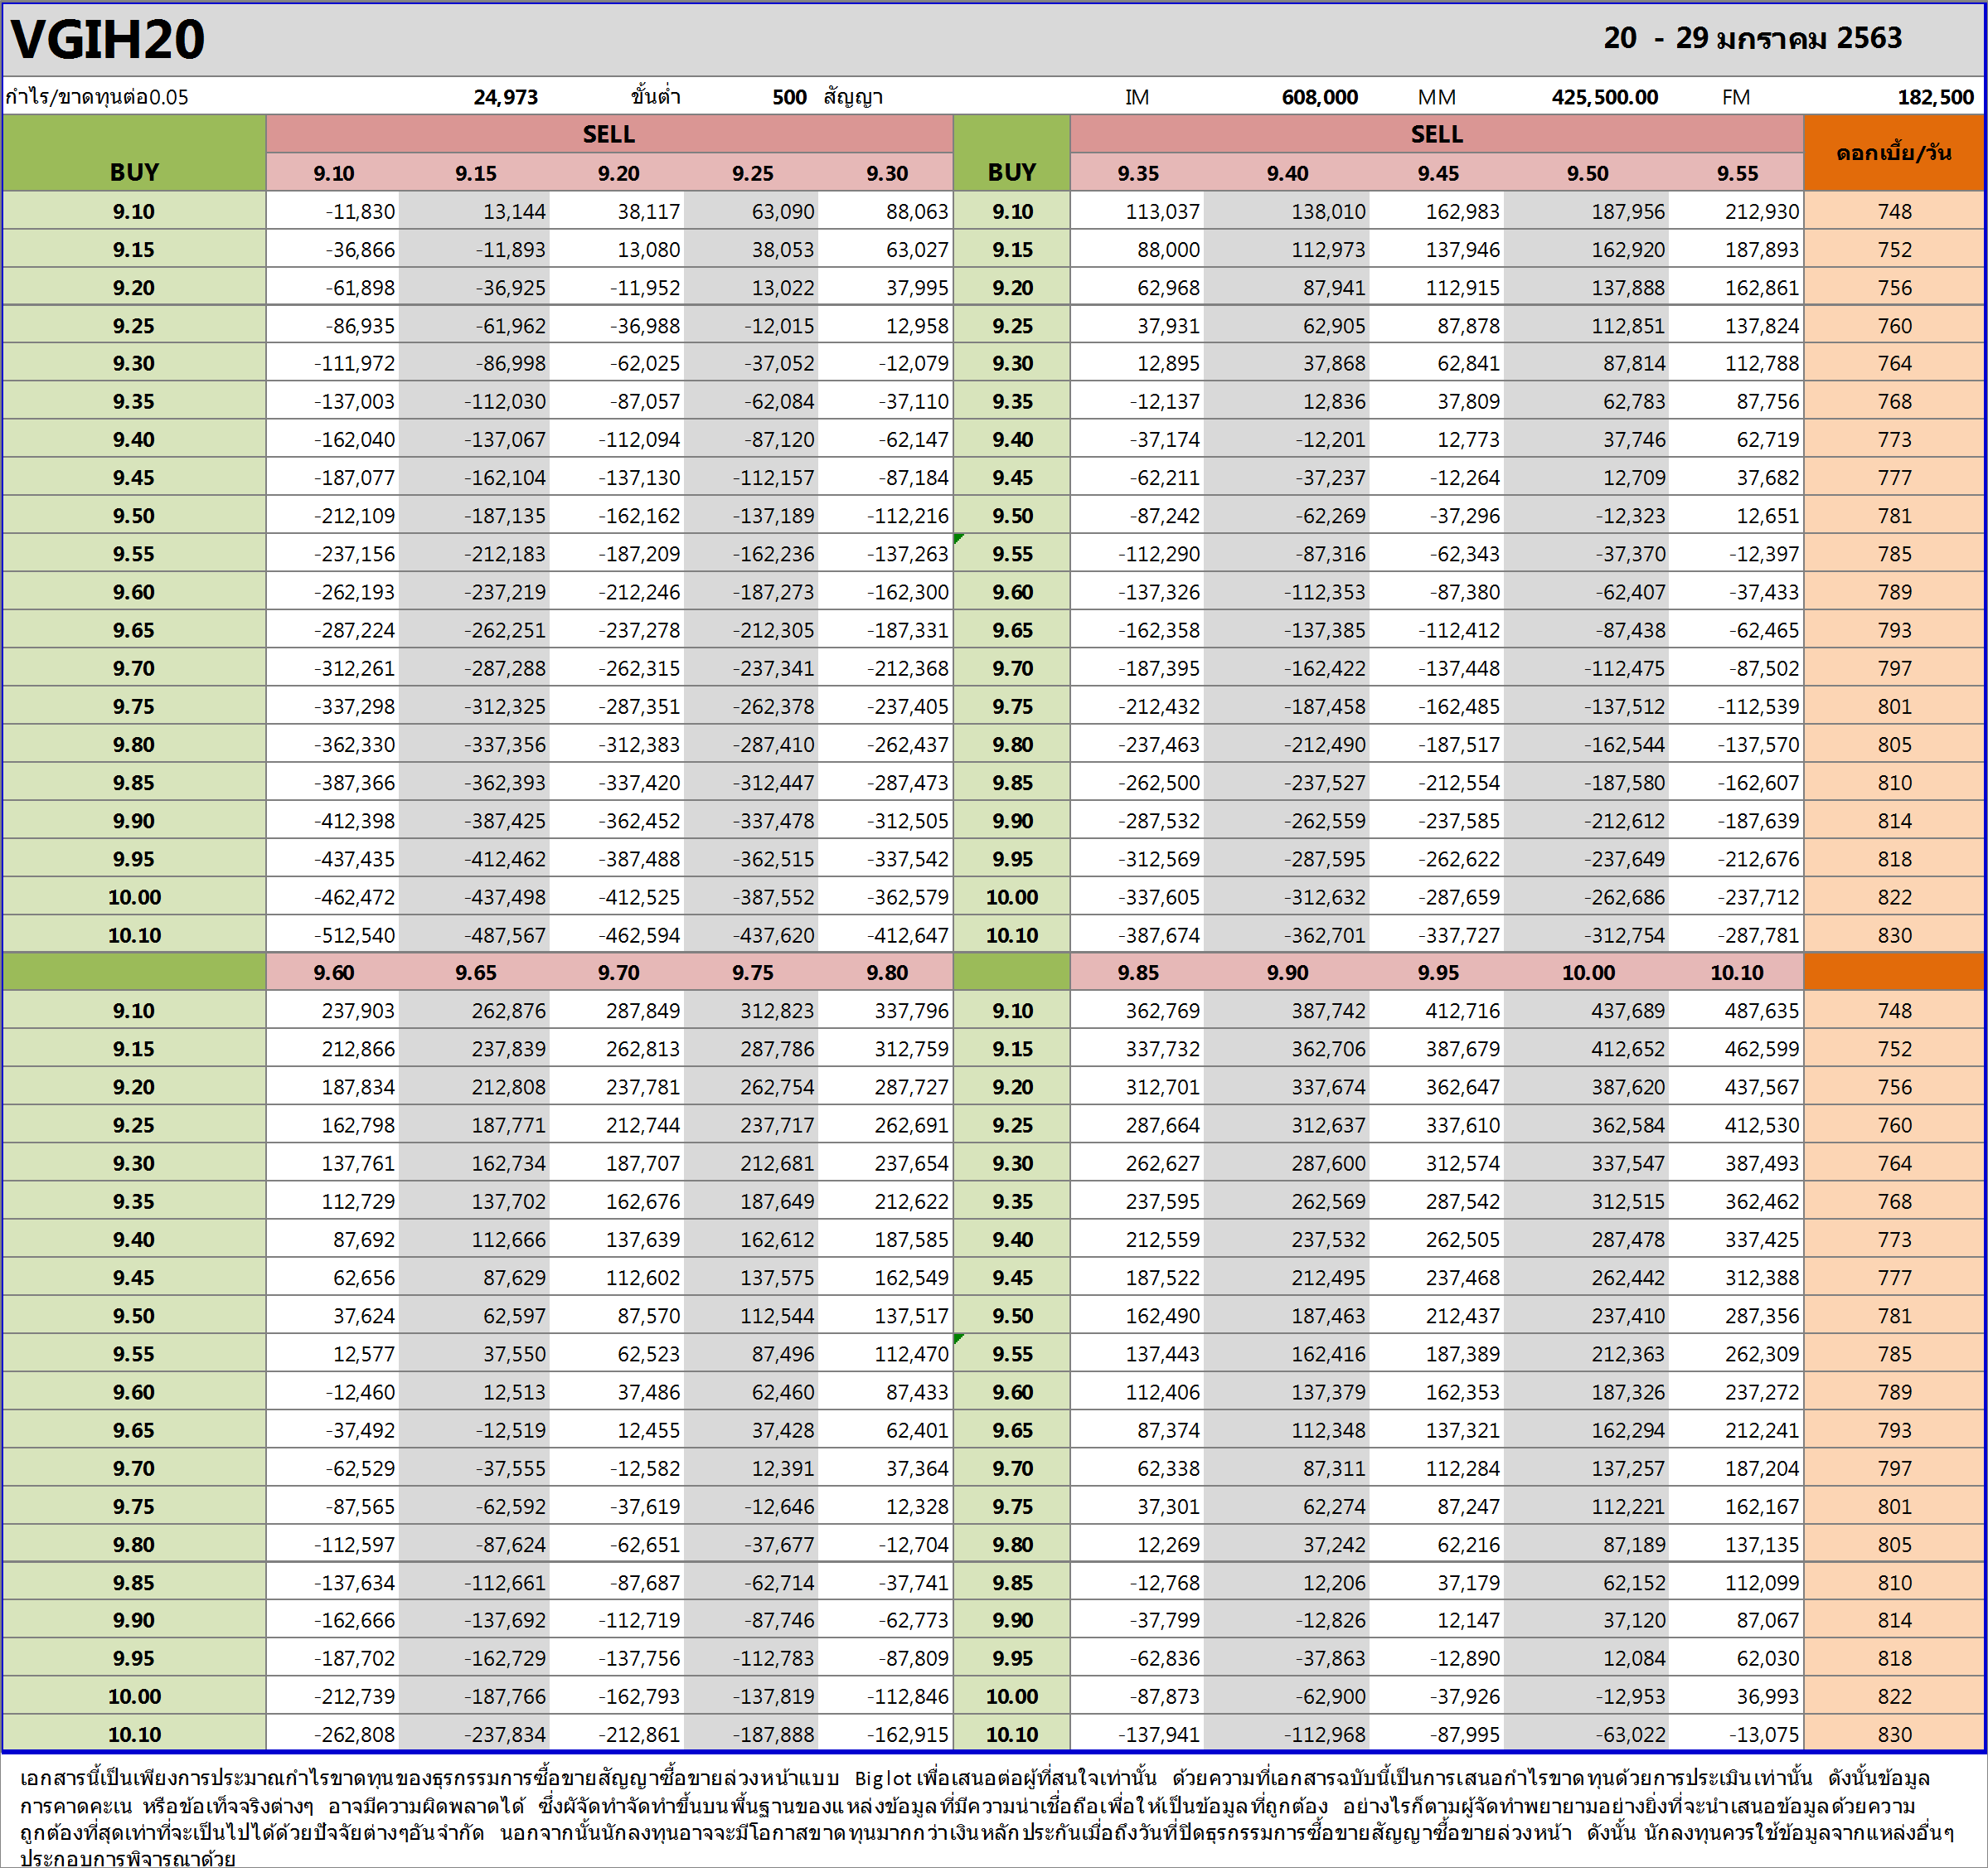 VGIH20 20 - 29 มกราคม 2563
กำไร/ขาดทุนต่อ0.05 24,973 ขั้นต่ำ 500 สัญญา IM 608,000 MM 425,500.00 FM 182,500
BUY SELL BUY SELL ดอกเบี้ย/วัน
9.10 9.15 9.20 9.25 9.30 9.35 9.40 9.45 9.50 9.55
9.10 -11,830 13,144 38,117 63,090 88,063 9.10 113,037 138,010 162,983 187,956 212,930 748
9.15 -36,866 -11,893 13,080 38,053 63,027 9.15 88,000 112,973 137,946 162,920 187,893 752
9.20 -61,898 -36,925 -11,952 13,022 37,995 9.20 62,968 87,941 112,915 137,888 162,861 756
9.25 -86,935 -61,962 -36,988 -12,015 12,958 9.25 37,931 62,905 87,878 112,851 137,824 760
9.30 -111,972 -86,998 -62,025 -37,052 -12,079 9.30 12,895 37,868 62,841 87,814 112,788 764
9.35 -137,003 -112,030 -87,057 -62,084 -37,110 9.35 -12,137 12,836 37,809 62,783 87,756 768
9.40 -162,040 -137,067 -112,094 -87,120 -62,147 9.40 -37,174 -12,201 12,773 37,746 62,719 773
9.45 -187,077 -162,104 -137,130 -112,157 -87,184 9.45 -62,211 -37,237 -12,264 12,709 37,682 777
9.50 -212,109 -187,135 -162,162 -137,189 -112,216 9.50 -87,242 -62,269 -37,296 -12,323 12,651 781
9.55 -237,156 -212,183 -187,209 -162,236 -137,263 9.55 -112,290 -87,316 -62,343 -37,370 -12,397 785
9.60 -262,193 -237,219 -212,246 -187,273 -162,300 9.60 -137,326 -112,353 -87,380 -62,407 -37,433 789
9.65 -287,224 -262,251 -237,278 -212,305 -187,331 9.65 -162,358 -137,385 -112,412 -87,438 -62,465 793
9.70 -312,261 -287,288 -262,315 -237,341 -212,368 9.70 -187,395 -162,422 -137,448 -112,475 -87,502 797
9.75 -337,298 -312,325 -287,351 -262,378 -237,405 9.75 -212,432 -187,458 -162,485 -137,512 -112,539 801
9.80 -362,330 -337,356 -312,383 -287,410 -262,437 9.80 -237,463 -212,490 -187,517 -162,544 -137,570 805
9.85 -387,366 -362,393 -337,420 -312,447 -287,473 9.85 -262,500 -237,527 -212,554 -187,580 -162,607 810
9.90 -412,398 -387,425 -362,452 -337,478 -312,505 9.90 -287,532 -262,559 -237,585 -212,612 -187,639 814
9.95 -437,435 -412,462 -387,488 -362,515 -337,542 9.95 -312,569 -287,595 -262,622 -237,649 -212,676 818
10.00 -462,472 -437,498 -412,525 -387,552 -362,579 10.00 -337,605 -312,632 -287,659 -262,686 -237,712 822
10.10 -512,540 -487,567 -462,594 -437,620 -412,647 10.10 -387,674 -362,701 -337,727 -312,754 -287,781 830
9.60 9.65 9.70 9.75 9.80 9.85 9.90 9.95 10.00 10.10
9.10 237,903 262,876 287,849 312,823 337,796 9.10 362,769 387,742 412,716 437,689 487,635 748
9.15 212,866 237,839 262,813 287,786 312,759 9.15 337,732 362,706 387,679 412,652 462,599 752
9.20 187,834 212,808 237,781 262,754 287,727 9.20 312,701 337,674 362,647 387,620 437,567 756
9.25 162,798 187,771 212,744 237,717 262,691 9.25 287,664 312,637 337,610 362,584 412,530 760
9.30 137,761 162,734 187,707 212,681 237,654 9.30 262,627 287,600 312,574 337,547 387,493 764
9.35 112,729 137,702 162,676 187,649 212,622 9.35 237,595 262,569 287,542 312,515 362,462 768
9.40 87,692 112,666 137,639 162,612 187,585 9.40 212,559 237,532 262,505 287,478 337,425 773
9.45 62,656 87,629 112,602 137,575 162,549 9.45 187,522 212,495 237,468 262,442 312,388 777
9.50 37,624 62,597 87,570 112,544 137,517 9.50 162,490 187,463 212,437 237,410 287,356 781
9.55 12,577 37,550 62,523 87,496 112,470 9.55 137,443 162,416 187,389 212,363 262,309 785
9.60 -12,460 12,513 37,486 62,460 87,433 9.60 112,406 137,379 162,353 187,326 237,272 789
9.65 -37,492 -12,519 12,455 37,428 62,401 9.65 87,374 112,348 137,321 162,294 212,241 793
9.70 -62,529 -37,555 -12,582 12,391 37,364 9.70 62,338 87,311 112,284 137,257 187,204 797
9.75 -87,565 -62,592 -37,619 -12,646 12,328 9.75 37,301 62,274 87,247 112,221 162,167 801
9.80 -112,597 -87,624 -62,651 -37,677 -12,704 9.80 12,269 37,242 62,216 87,189 137,135 805
9.85 -137,634 -112,661 -87,687 -62,714 -37,741 9.85 -12,768 12,206 37,179 62,152 112,099 810
9.90 -162,666 -137,692 -112,719 -87,746 -62,773 9.90 -37,799 -12,826 12,147 37,120 87,067 814
9.95 -187,702 -162,729 -137,756 -112,783 -87,809 9.95 -62,836 -37,863 -12,890 12,084 62,030 818
10.00 -212,739 -187,766 -162,793 -137,819 -112,846 10.00 -87,873 -62,900 -37,926 -12,953 36,993 822
10.10 -262,808 -237,834 -212,861 -187,888 -162,915 10.10 -137,941 -112,968 -87,995 -63,022 -13,075 830
เอกสารนี้เป็นเพียงการประมาณกำไรขาดทุนของธุรกรรมการซื้อขายสัญญาซื้อขายล่วงหน้าแบบ Big lot เพื่อเสนอต่อผู้ที่สนใจเท่านั้น ด้วยความที่เอกสารฉบับนี้เป็นการเสนอกำไรขาดทุนด้วยการประเมินเท่านั้น ดังนั้นข้อมูล
การคาดคะเน หรือข้อเท็จจริงต่างๆ อาจมีความผิดพลาดได้ ซึ่งผัจัดทำจัดทำขึ้นบนพื้นฐานของแหล่งข้อมูลที่มีความน่าเชื่อถือเพื่อให้เป็นข้อมูลที่ถูกต้อง อย่างไรก็ตามผู้จัดทำพยายามอย่างยิ่งที่จะนำเสนอข้อมูลด้วยความ
ถูกต้องที่สุดเท่าที่จะเป็นไปได้ด้วยปัจจัยต่างๆอันจำกัด นอกจากนั้นนักลงทุนอาจจะมีโอกาสขาดทุนมากกว่าเงินหลักประกันเมื่อถึงวันที่ปิดธุรกรรมการซื้อขายสัญญาซื้อขายล่วงหน้า ดังนั้น นักลงทุนควรใช้ข้อมูลจากแหล่งอื่นๆ
ประกอบการพิจารณาด้วย